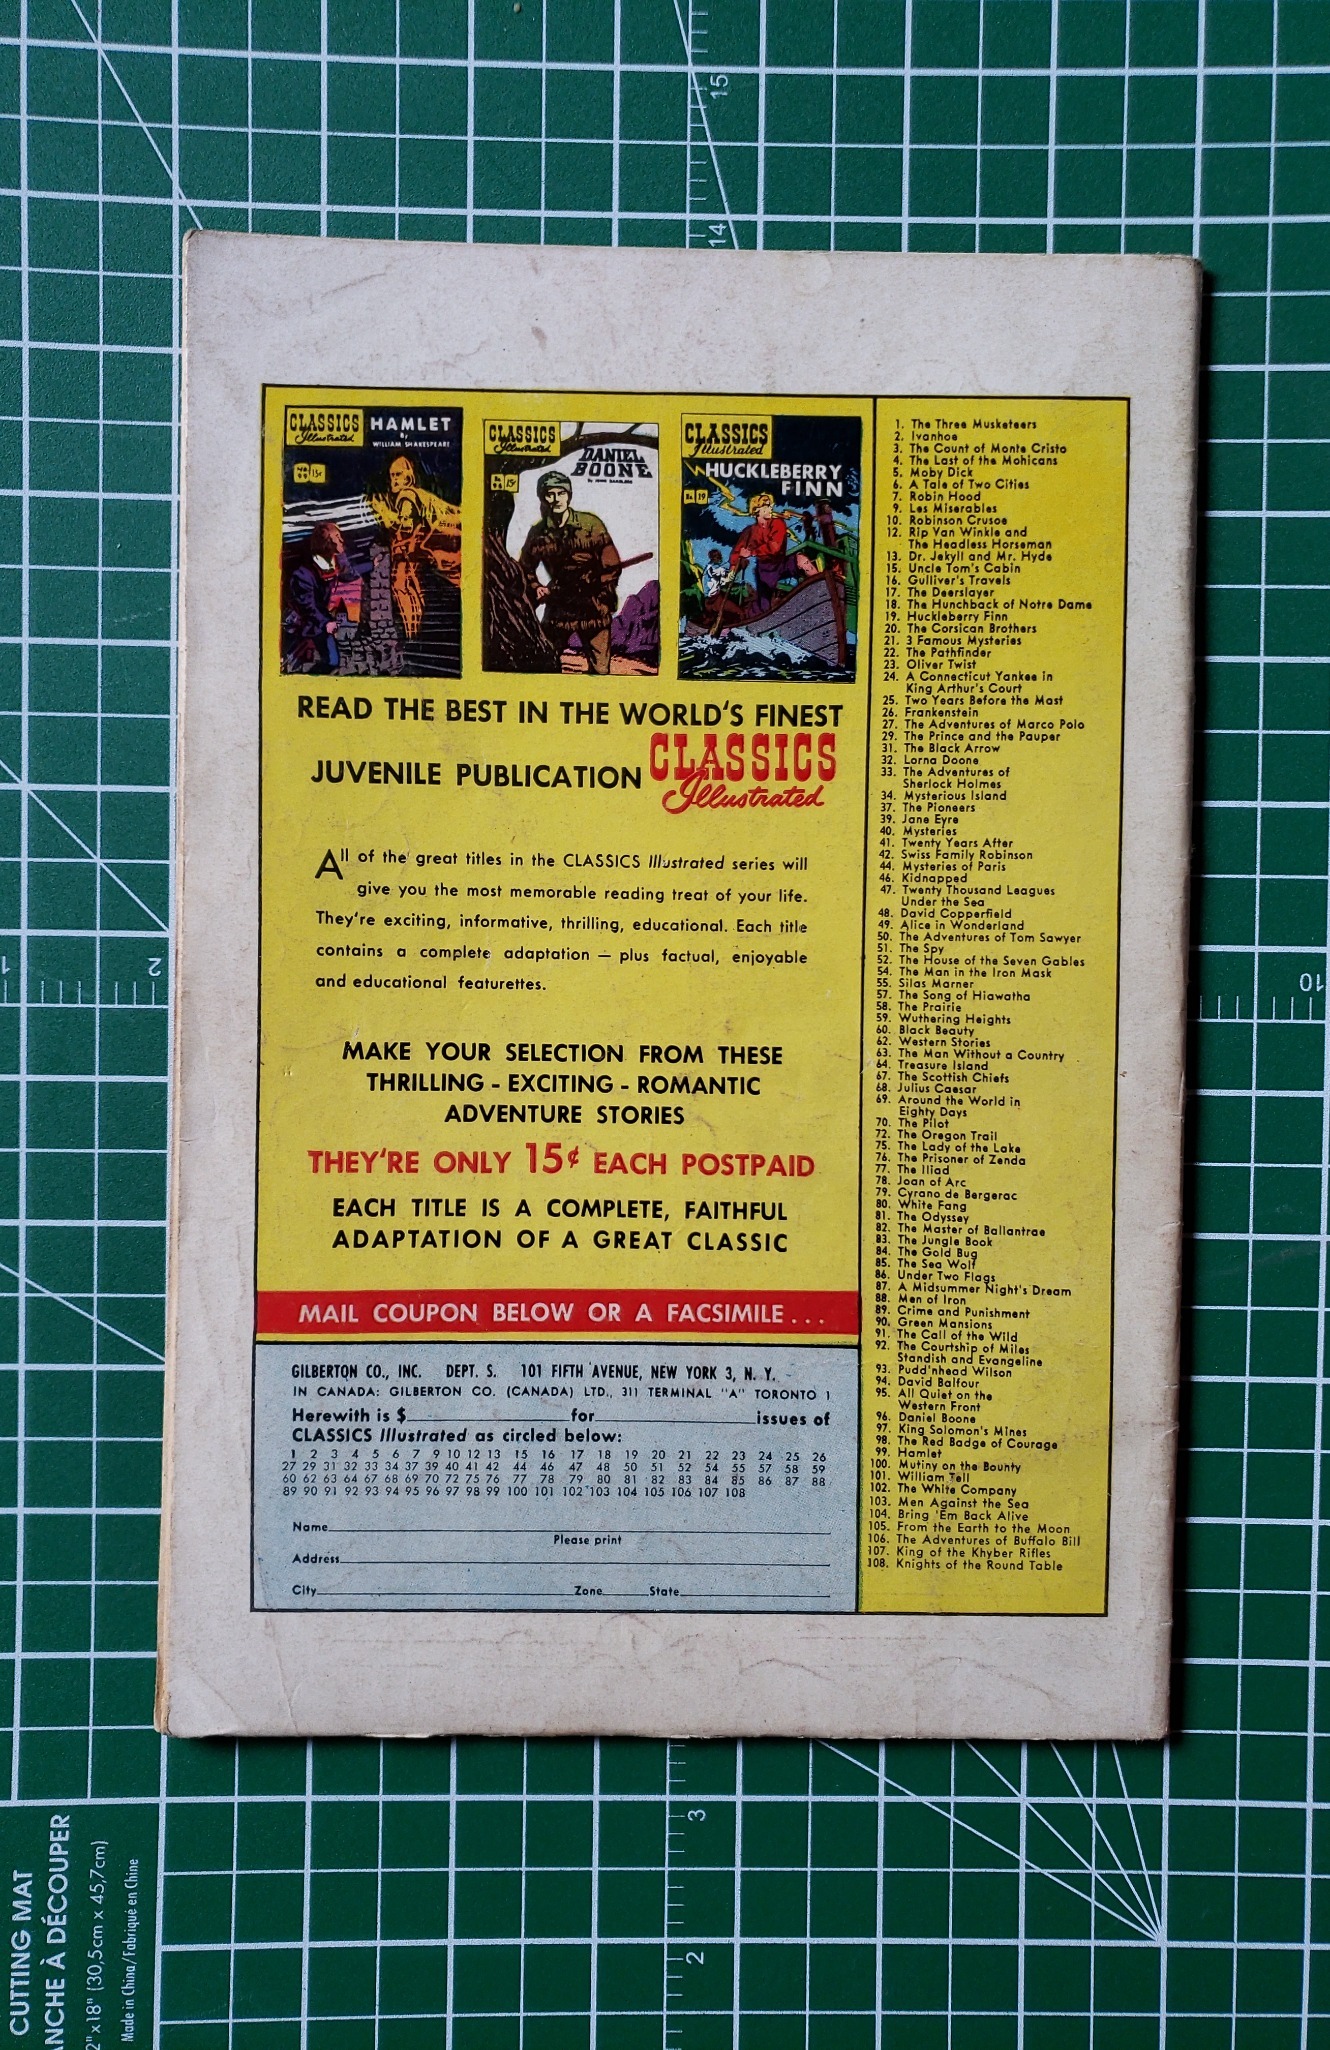 15
14
CLASSICS
Illustrated
HAMLET
By
WILLIAM SHAKESPEARE
No.
99
15¢
CLASSICS
Illustrated
DANIEL
BOONE
No.
96
15¢
CLASSICS
Illustrated
HUCKLEBERRY
FINN
No. 19
READ THE BEST IN THE WORLD'S FINEST
JUVENILE PUBLICATION CLASSICS
Illustrated
All of the great titles in the CLASSICS Illustrated series will
give you the most memorable reading treat of your life.
They're exciting, informative, thrilling, educational. Each title
contains a complete adaptation — plus factual, enjoyable
and educational featurettes.
MAKE YOUR SELECTION FROM THESE
THRILLING - EXCITING - ROMANTIC
ADVENTURE STORIES
THEY'RE ONLY 15¢ EACH POSTPAID
EACH TITLE IS A COMPLETE, FAITHFUL
ADAPTATION OF A GREAT CLASSIC
MAIL COUPON BELOW OR A FACSIMILE . . .
GILBERTON CO., INC. DEPT. S. 101 FIFTH AVENUE, NEW YORK 3, N. Y.
IN CANADA: GILBERTON CO. (CANADA) LTD., 311 TERMINAL "A" TORONTO 1
Herewith is $ for issues of
CLASSICS Illustrated as circled below:
1 2 3 4 5 6 7 9 10 12 13 15 16 17 18 19 20 21 22 23 24 25 26
27 29 31 32 33 34 37 39 40 41 42 44 46 47 48 50 51 52 54 55 57 58 59
60 62 63 64 67 68 69 70 72 75 76 77 78 79 80 81 82 83 84 85 86 87 88
89 90 91 92 93 94 95 96 97 98 99 100 101 102 103 104 105 106 107 108
Name
Please print
Address
City Zone State
1. The Three Musketeers
2. Ivanhoe
3. The Count of Monte Cristo
4. The Last of the Mohicans
5. Moby Dick
6. A Tale of Two Cities
7. Robin Hood
9. Les Miserables
10. Robinson Crusoe
12. Rip Van Winkle and
The Headless Horseman
13. Dr. Jekyll and Mr. Hyde
15. Uncle Tom's Cabin
16. Gulliver's Travels
17. The Deerslayer
18. The Hunchback of Notre Dame
19. Huckleberry Finn
20. The Corsican Brothers
21. 3 Famous Mysteries
22. The Pathfinder
23. Oliver Twist
24. A Connecticut Yankee in
King Arthur's Court
25. Two Years Before the Mast
26. Frankenstein
27. The Adventures of Marco Polo
29. The Prince and the Pauper
31. The Black Arrow
32. Lorna Doone
33. The Adventures of
Sherlock Holmes
34. Mysterious Island
37. The Pioneers
39. Jane Eyre
40. Mysteries
41. Twenty Years After
42. Swiss Family Robinson
44. Mysteries of Paris
46. Kidnapped
47. Twenty Thousand Leagues
Under the Sea
48. David Copperfield
49. Alice in Wonderland
50. The Adventures of Tom Sawyer
51. The Spy
52. The House of the Seven Gables
54. The Man in the Iron Mask
55. Silas Marner
57. The Song of Hiawatha
58. The Prairie
59. Wuthering Heights
60. Black Beauty
62. Western Stories
63. The Man Without a Country
64. Treasure Island
67. The Scottish Chiefs
68. Julius Caesar
69. Around the World in
Eighty Days
70. The Pilot
72. The Oregon Trail
75. The Lady of the Lake
76. The Prisoner of Zenda
77. The Iliad
78. Joan of Arc
79. Cyrano de Bergerac
80. White Fang
81. The Odyssey
82. The Master of Ballantrae
83. The Jungle Book
84. The Gold Bug
85. The Sea Wolf
86. Under Two Flags
87. A Midsummer Night's Dream
88. Men of Iron
89. Crime and Punishment
90. Green Mansions
91. The Call of the Wild
92. The Courtship of Miles
Standish and Evangeline
93. Pudd'nhead Wilson
94. David Balfour
95. All Quiet on the
Western Front
96. Daniel Boone
97. King Solomon's Mines
98. The Red Badge of Courage
99. Hamlet
100. Mutiny on the Bounty
101. William Tell
102. The White Company
103. Men Against the Sea
104. Bring 'Em Back Alive
105. From the Earth to the Moon
106. The Adventures of Buffalo Bill
107. King of the Khyber Rifles
108. Knights of the Round Table
1
2
10
3
2
CUTTING MAT
ANCHE À DÉCOUPER
2" x 18" (30,5cm x 45,7cm)
Made in China/Fabriqué en Chine